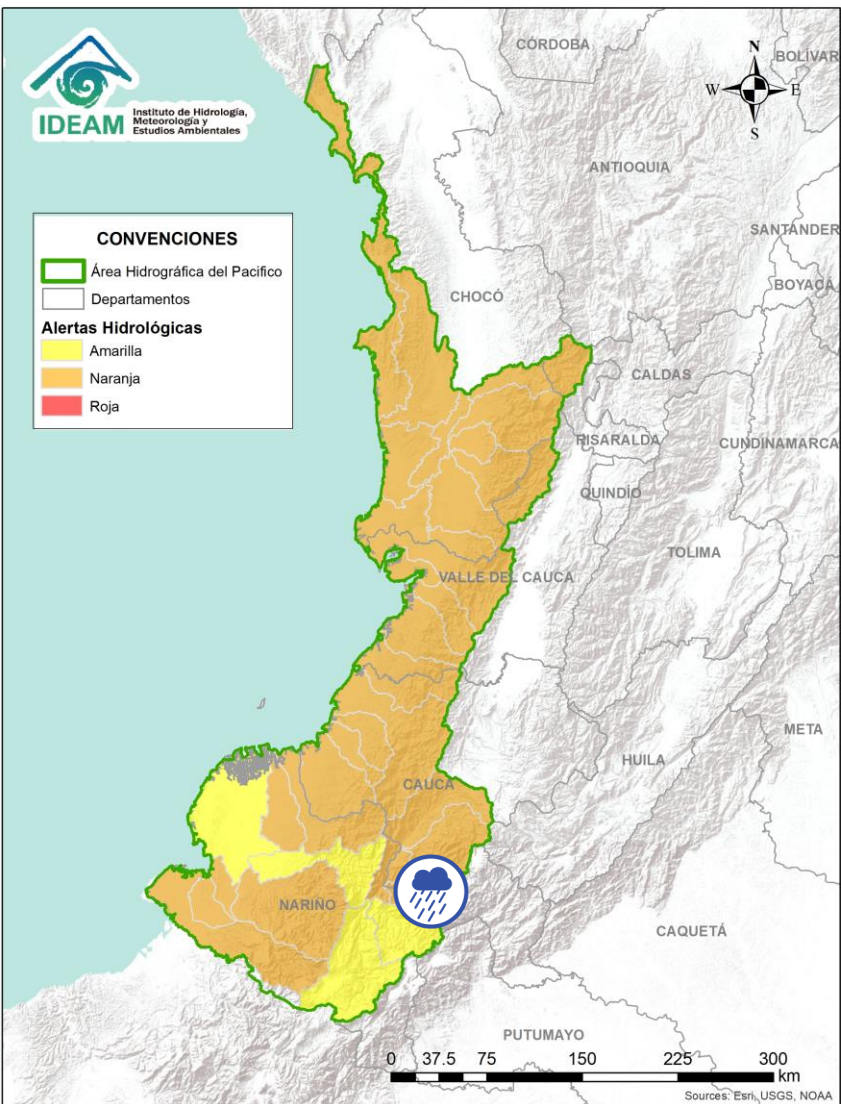 IDEAM
Instituto de Hidrología,
Meteorología y
Estudios Ambientales
N
W
E
S
CÓRDOBA
BOLÍVAR
ANTIOQUIA
SANTANDER
BOYACÁ
CHOCÓ
CALDAS
RISARALDA
CUNDINAMARCA
QUINDÍO
TOLIMA
VALLE DEL CAUCA
META
HUILA
CAUCA
NARIÑO
CAQUETÁ
PUTUMAYO
CONVENCIONES
Área Hidrográfica del Pacifico
Departamentos
Alertas Hidrológicas
Amarilla
Naranja
Roja
0 37.5 75 150 225 300
km
Sources: Esri, USGS, NOAA